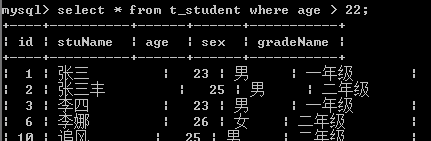 mysql> select * from t_student where age > 22;
+----+---------+------+------+-----------+
| id | stuName | age | sex | gradeName |
+----+---------+------+------+-----------+
| 1 | 张三 | 23 | 男 | 一年级 |
| 2 | 张三丰 | 25 | 男 | 二年级 |
| 3 | 李四 | 23 | 男 | 一年级 |
| 6 | 李娜 | 26 | 女 | 二年级 |
| 10 | 追风 | 25 | 男 | 二年级 |